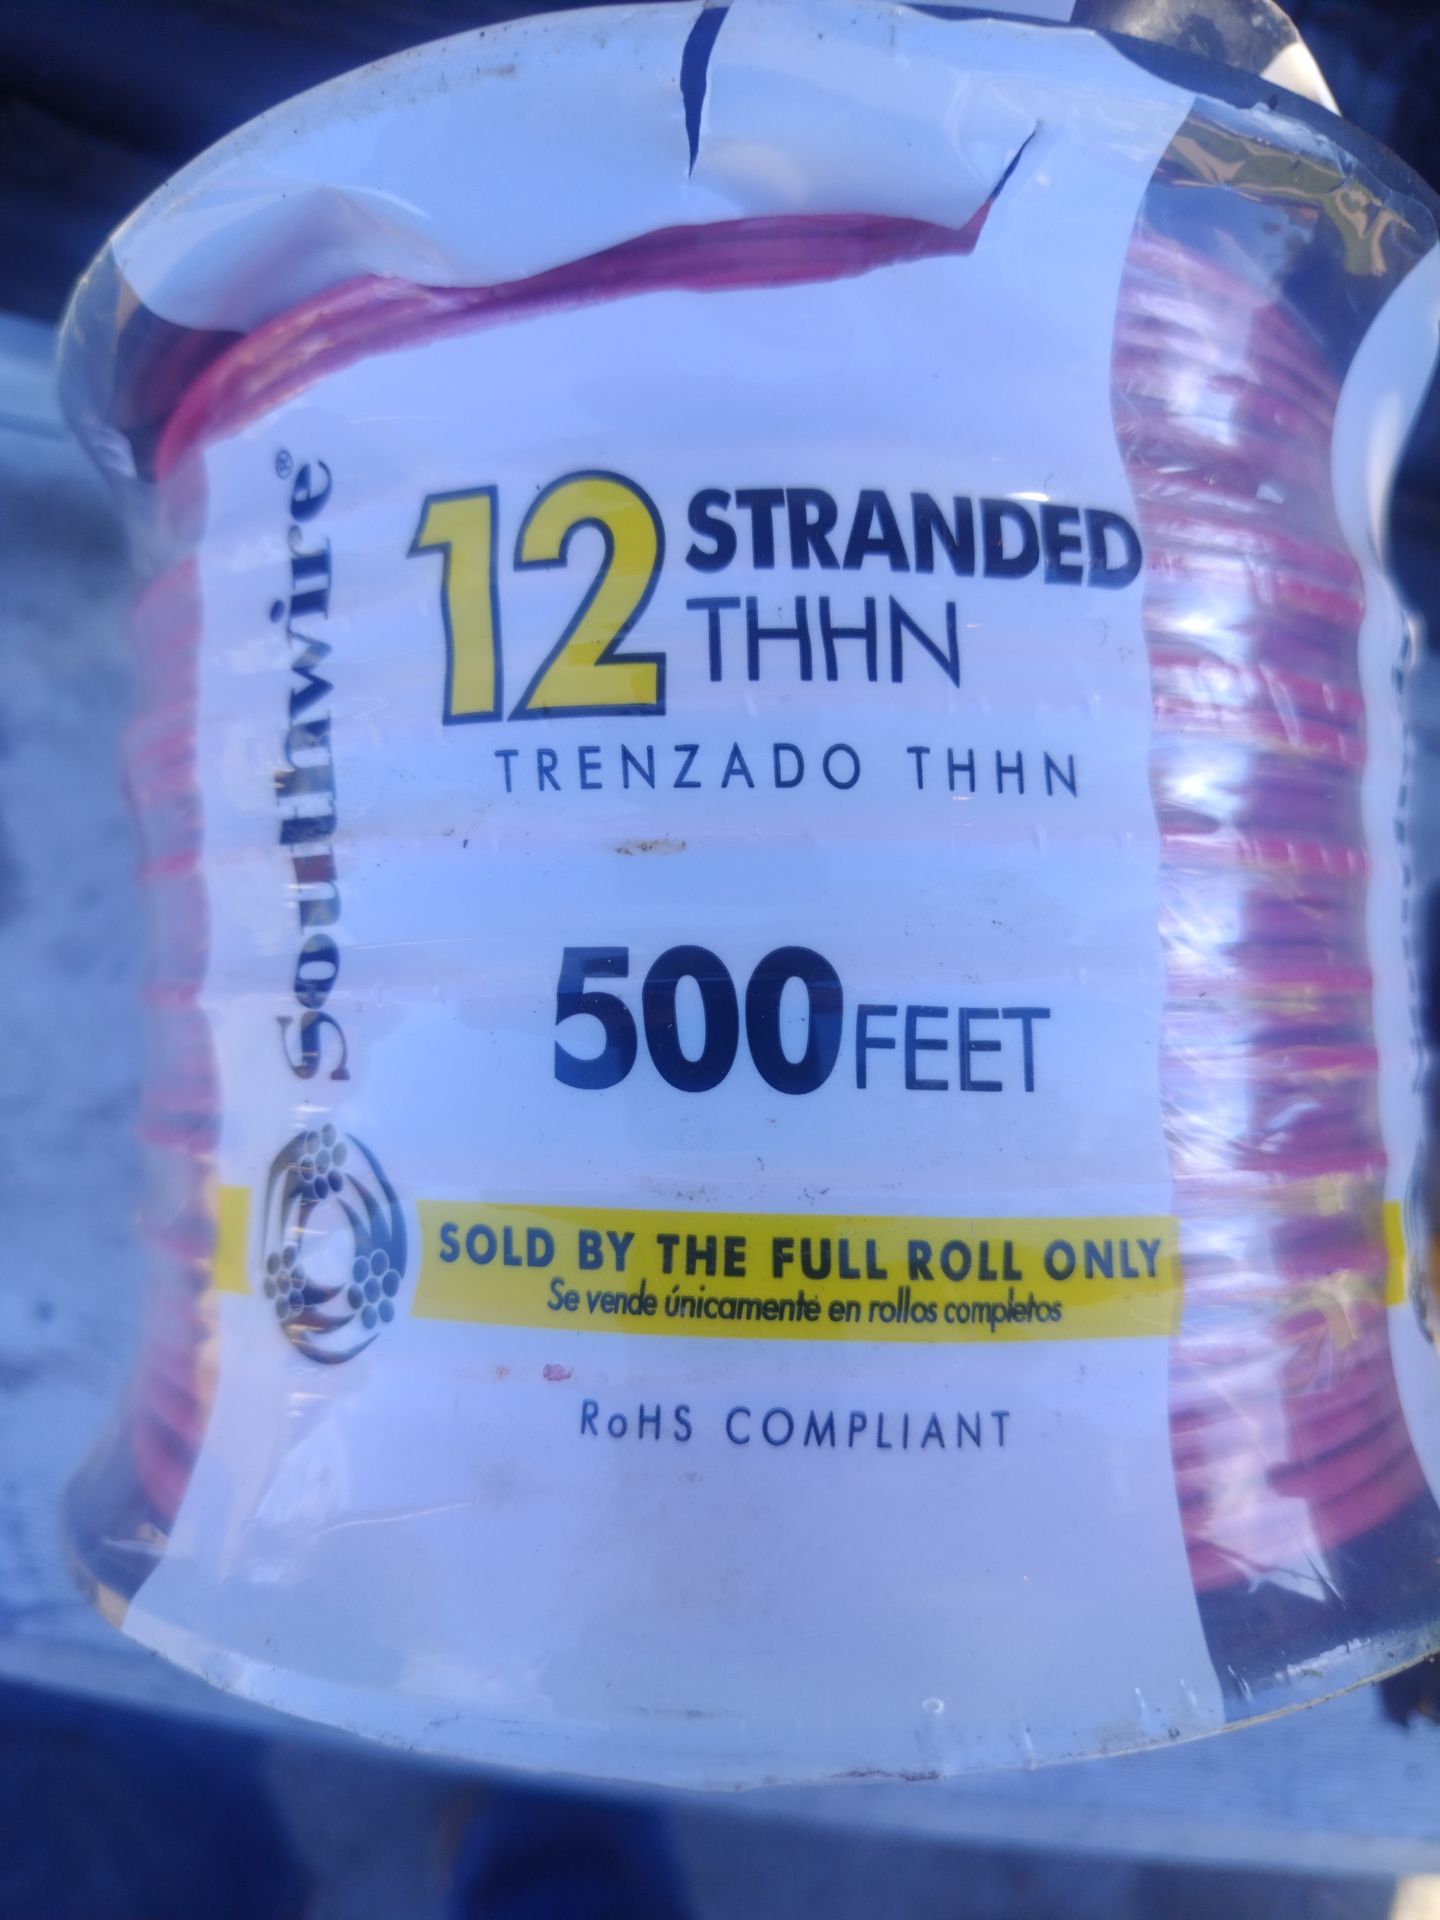 Southwire®
12 STRANDED
THHN
TRENZADO THHN
500 FEET
SOLD BY THE FULL ROLL ONLY
Se vende únicamente en rollos completos
RoHS COMPLIANT